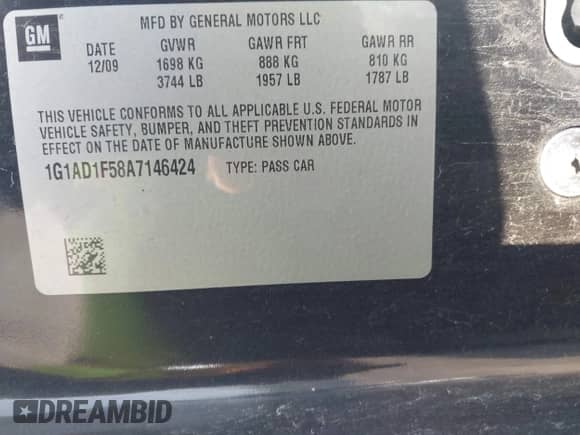 GM
MFD BY GENERAL MOTORS LLC
DATE GVWR GAWR FRT GAWR RR
12/09 1698 KG 888 KG 810 KG
3744 LB 1957 LB 1787 LB
THIS VEHICLE CONFORMS TO ALL APPLICABLE U.S. FEDERAL MOTOR
VEHICLE SAFETY, BUMPER, AND THEFT PREVENTION STANDARDS IN
EFFECT ON THE DATE OF MANUFACTURE SHOWN ABOVE.
1G1AD1F58A7146424 TYPE: PASS CAR
DREAMBID